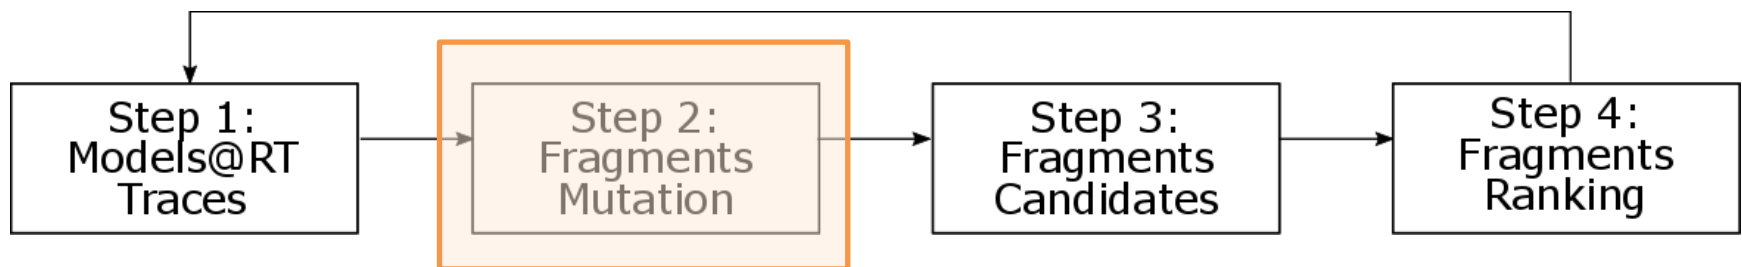 Step 1:
Models@RT
Traces
Step 2:
Fragments
Mutation
Step 3:
Fragments
Candidates
Step 4:
Fragments
Ranking